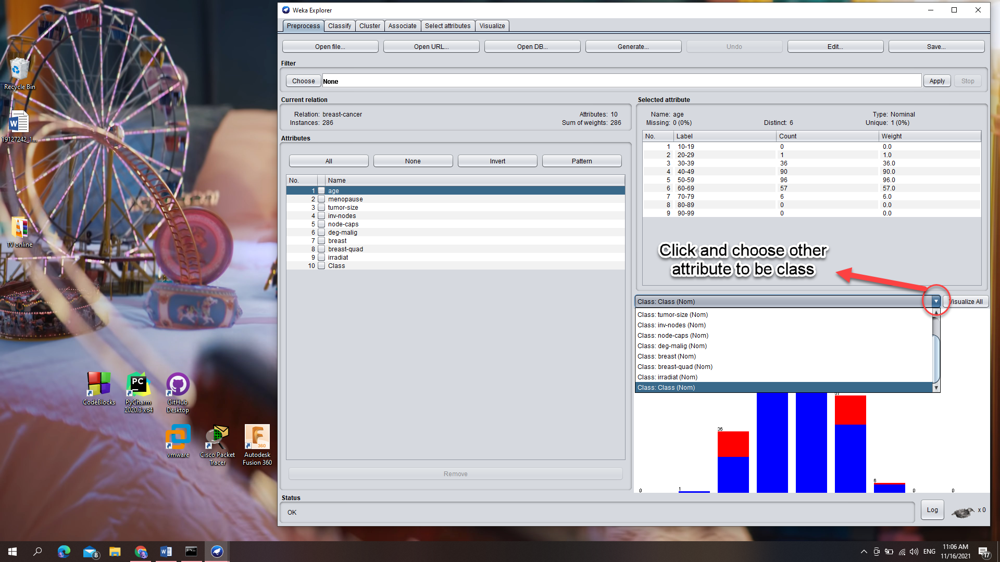 Weka Explorer
Preprocess Classify Cluster Associate Select attributes Visualize
Open file... Open URL... Open DB... Generate... Undo Edit... Save...
Filter
Choose None Apply Stop
Current relation
Relation: breast-cancer Attributes: 10
Instances: 286 Sum of weights: 286
Attributes
All None Invert Pattern
No. Name
1 age
2 menopause
3 tumor-size
4 inv-nodes
5 node-caps
6 deg-malig
7 breast
8 breast-quad
9 irradiat
10 Class
Remove
Selected attribute
Name: age Type: Nominal
Missing: 0 (0%) Distinct: 6 Unique: 1 (0%)
No. Label Count Weight
1 10-19 0 0.0
2 20-29 1 1.0
3 30-39 36 36.0
4 40-49 90 90.0
5 50-59 96 96.0
6 60-69 57 57.0
7 70-79 6 6.0
8 80-89 0 0.0
9 90-99 0 0.0
Click and choose other
attribute to be class
Class: Class (Nom) Visualize All
Class: tumor-size (Nom)
Class: inv-nodes (Nom)
Class: node-caps (Nom)
Class: deg-malig (Nom)
Class: breast (Nom)
Class: breast-quad (Nom)
Class: irradiat (Nom)
Class: Class (Nom)
57
36
6
0 1 0 0
Status
OK
Log x 0
Recycle Bin
19127242_1...
TV online
CodeBlocks
PC
PyCharm
2020.3 x64
GitHub
Desktop
vmware
Cisco Packet
Tracer
360
Autodesk
Fusion 360
8
ENG
11:06 AM
11/16/2021
17